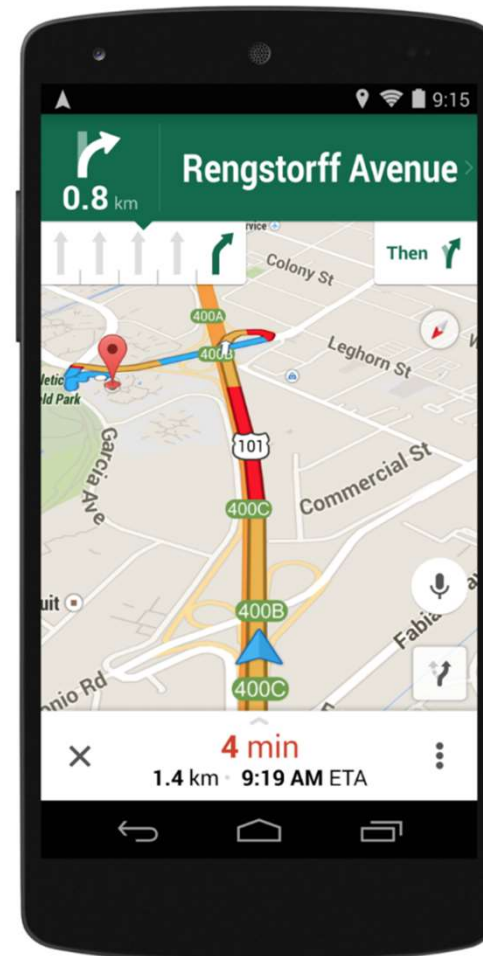 9:15
0.8 km
Rengstorff Avenue
Then
Colony St
400A
400B
Leghorn St
Garcia Ave
101
Commercial St
400C
400B
400C
4 min
1.4 km · 9:19 AM ETA